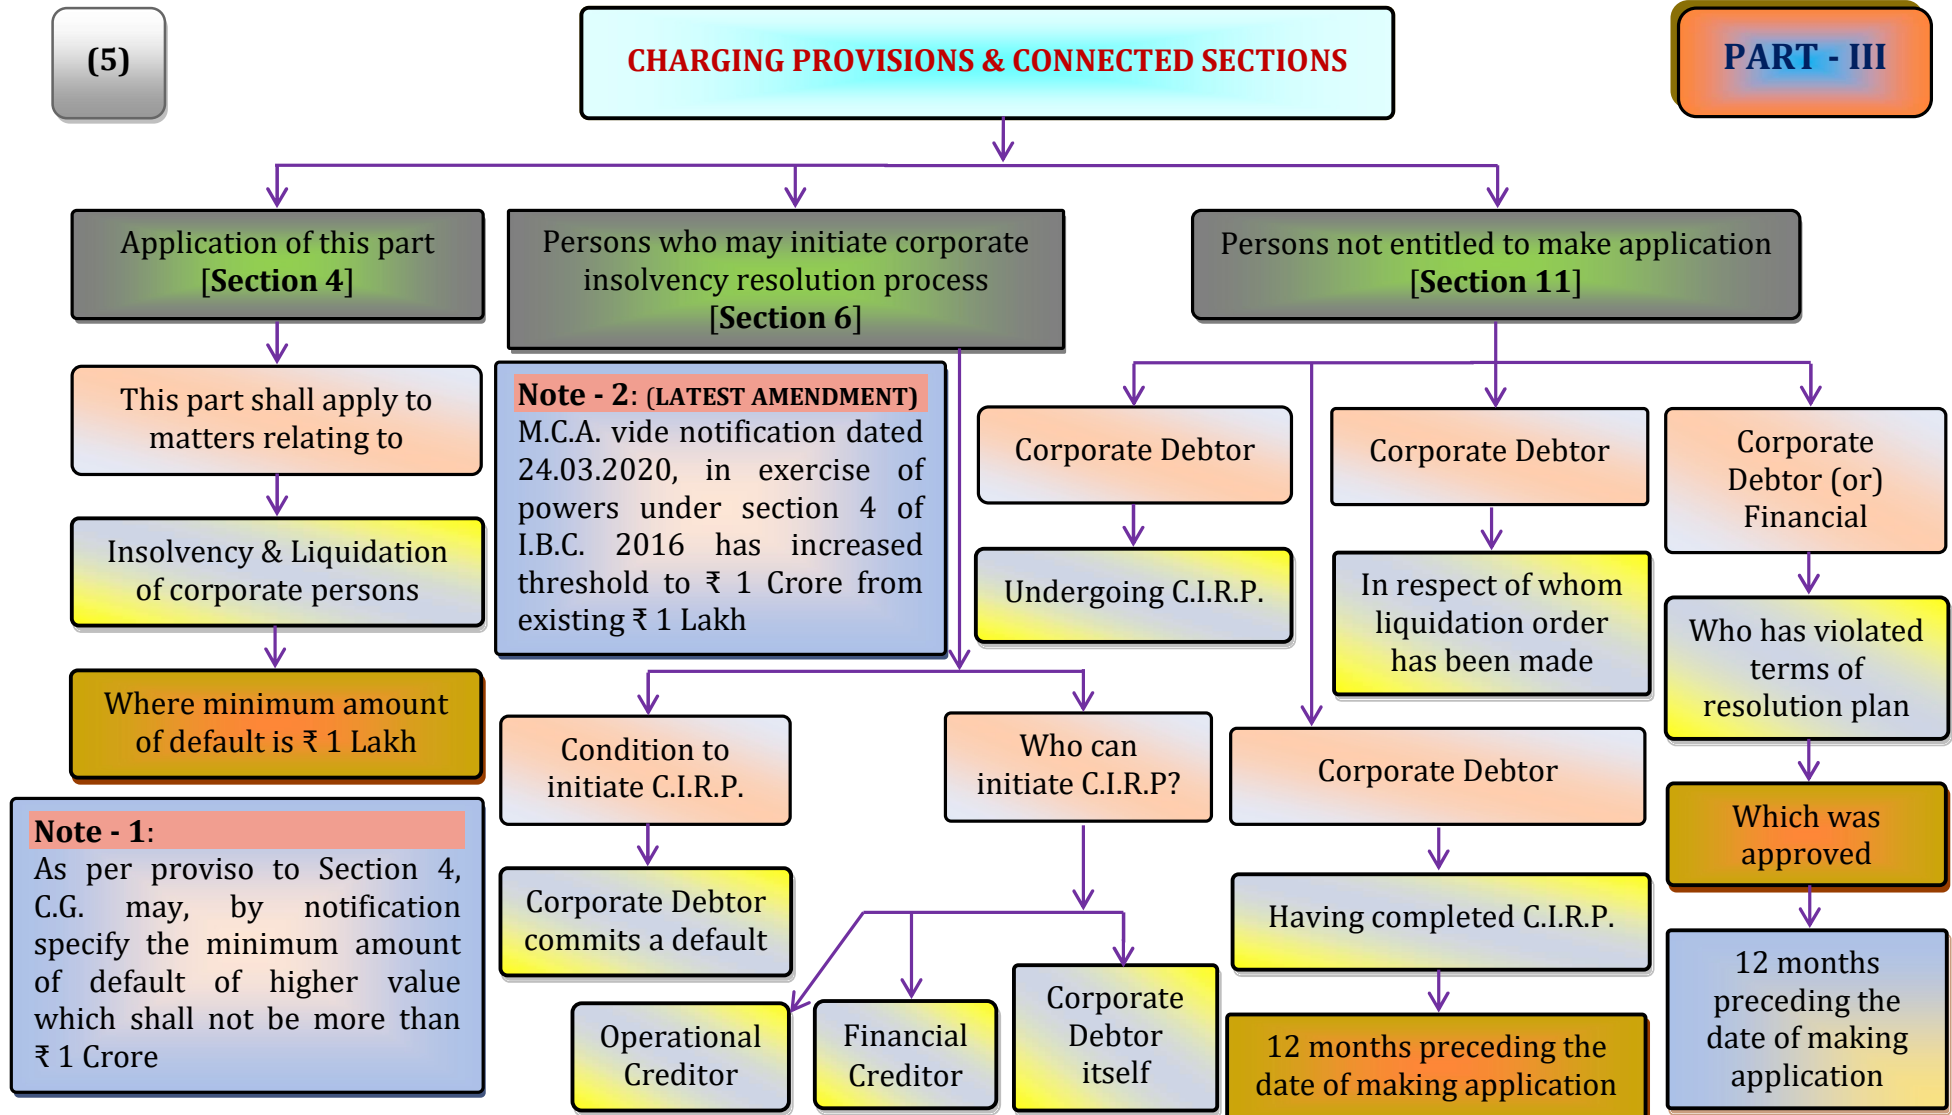 (5)
CHARGING PROVISIONS & CONNECTED SECTIONS
PART - III
Application of this part
[Section 4]
This part shall apply to
matters relating to
Insolvency & Liquidation
of corporate persons
Where minimum amount
of default is ₹ 1 Lakh
Note - 1:
As per proviso to Section 4,
C.G. may, by notification
specify the minimum amount
of default of higher value
which shall not be more than
₹ 1 Crore
Persons who may initiate corporate
insolvency resolution process
[Section 6]
Note - 2: (LATEST AMENDMENT)
M.C.A. vide notification dated
24.03.2020, in exercise of
powers under section 4 of
I.B.C. 2016 has increased
threshold to ₹ 1 Crore from
existing ₹ 1 Lakh
Condition to
initiate C.I.R.P.
Corporate Debtor
commits a default
Who can
initiate C.I.R.P?
Operational
Creditor
Financial
Creditor
Corporate
Debtor
itself
Persons not entitled to make application
[Section 11]
Corporate Debtor
Undergoing C.I.R.P.
Corporate Debtor
Having completed C.I.R.P.
12 months preceding the
date of making application
Corporate Debtor
In respect of whom
liquidation order
has been made
Corporate
Debtor (or)
Financial
Who has violated
terms of
resolution plan
Which was
approved
12 months
preceding the
date of making
application